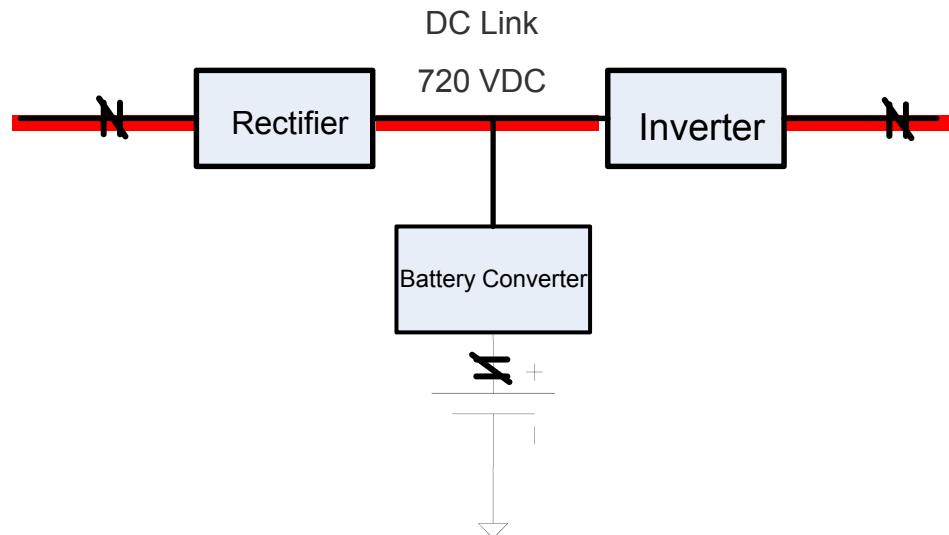 DC Link
720 VDC
Rectifier
Inverter
Battery Converter
+
-